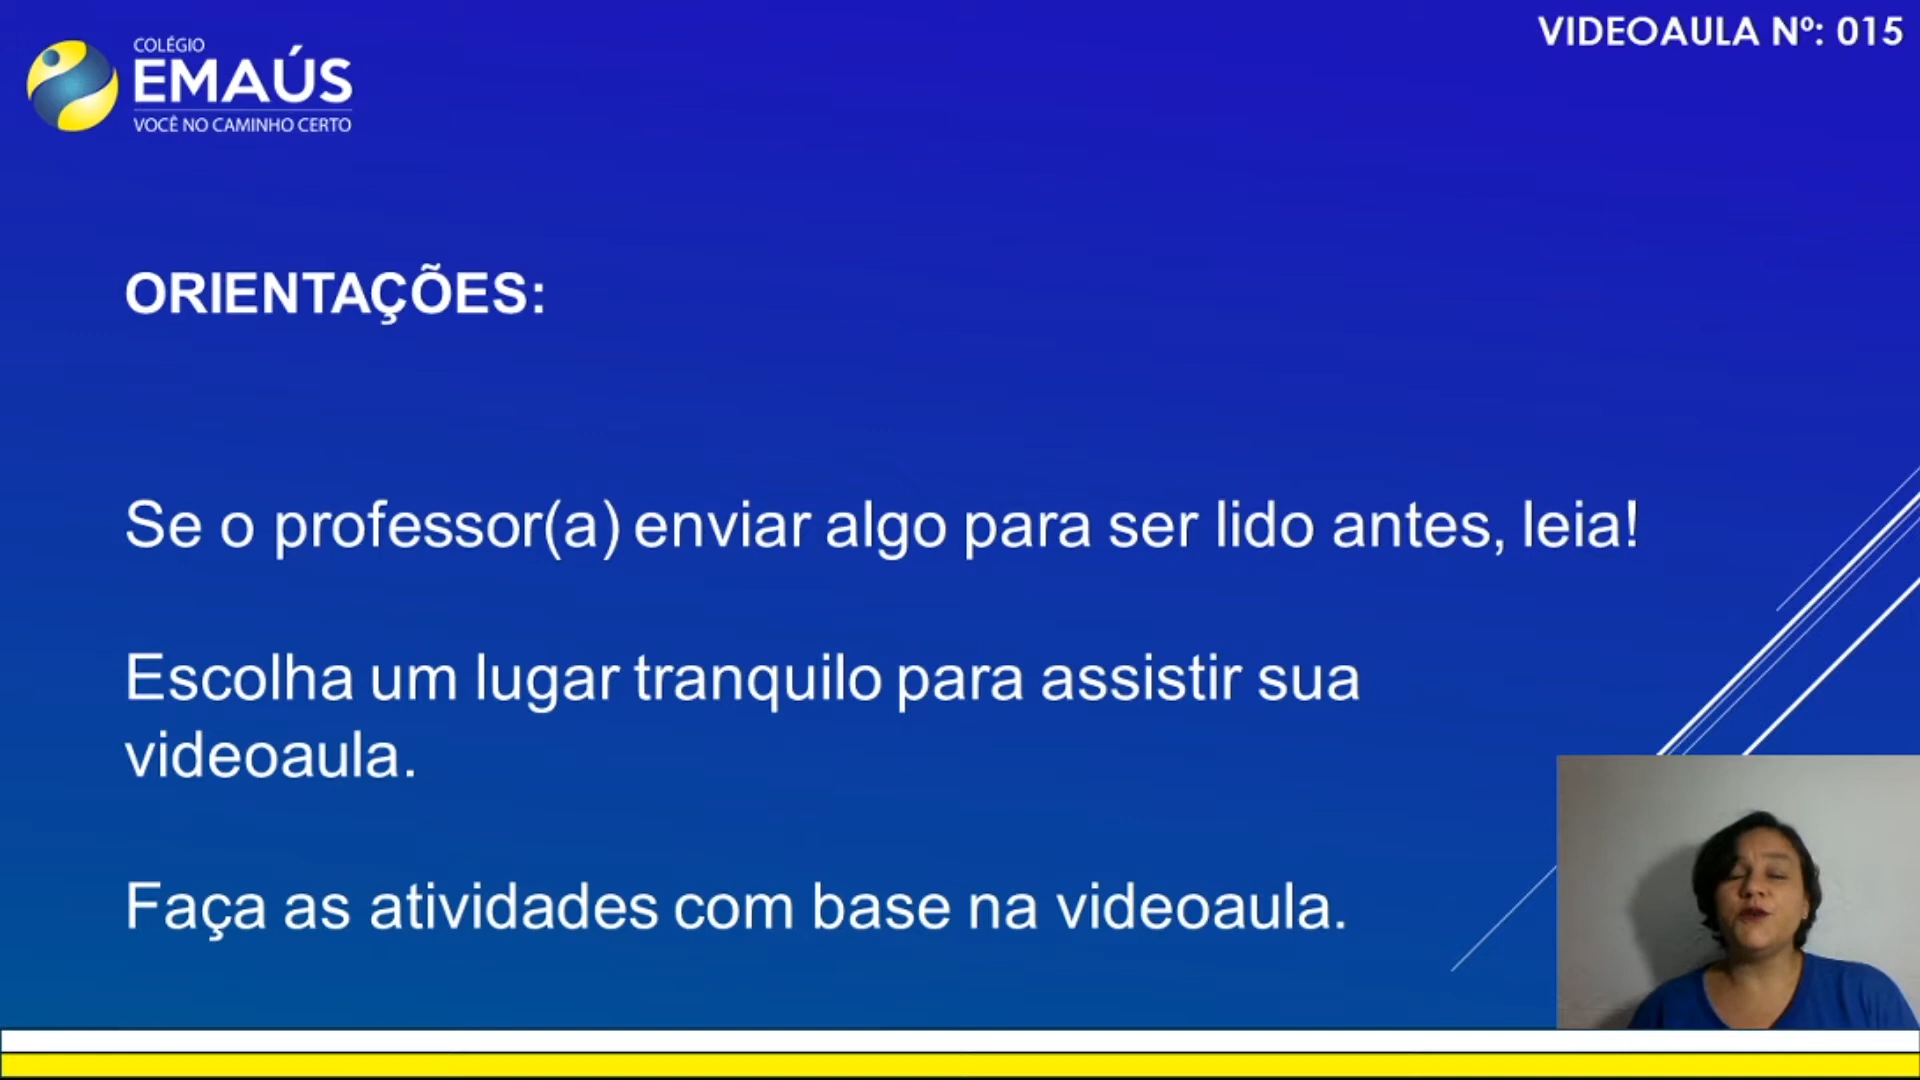 COLÉGIO
EMAÚS
VOCÊ NO CAMINHO CERTO
VIDEOAULA Nº: 015
ORIENTAÇÕES:
Se o professor(a) enviar algo para ser lido antes, leia!
Escolha um lugar tranquilo para assistir sua
videoaula.
Faça as atividades com base na videoaula.